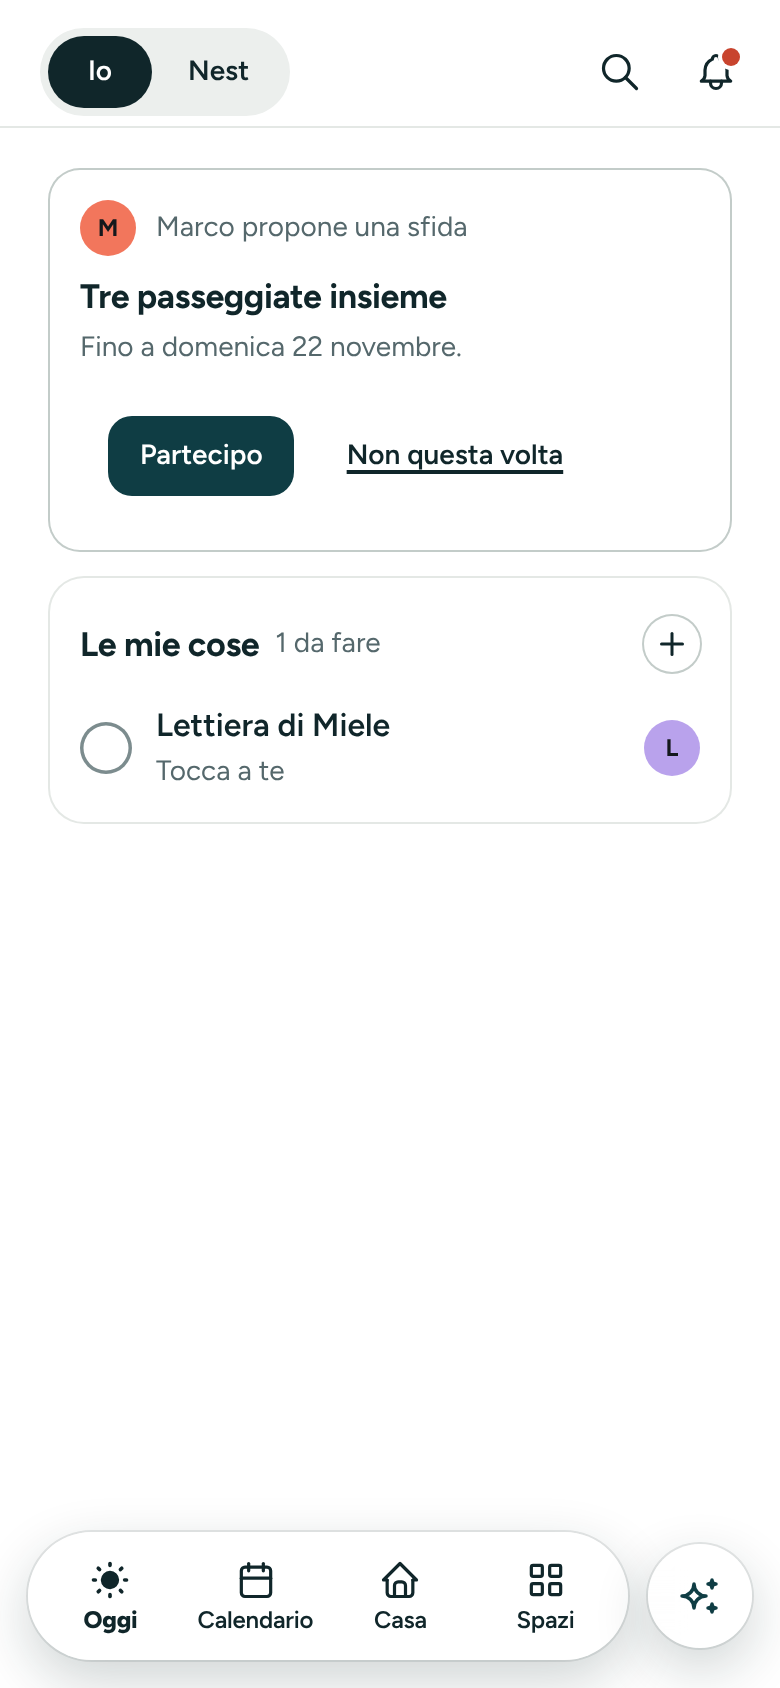 Io
Nest
M
Marco propone una sfida
Tre passeggiate insieme
Fino a domenica 22 novembre.
Partecipo
Non questa volta
Le mie cose
1 da fare
Lettiera di Miele
Tocca a te
L
Oggi
Calendario
Casa
Spazi